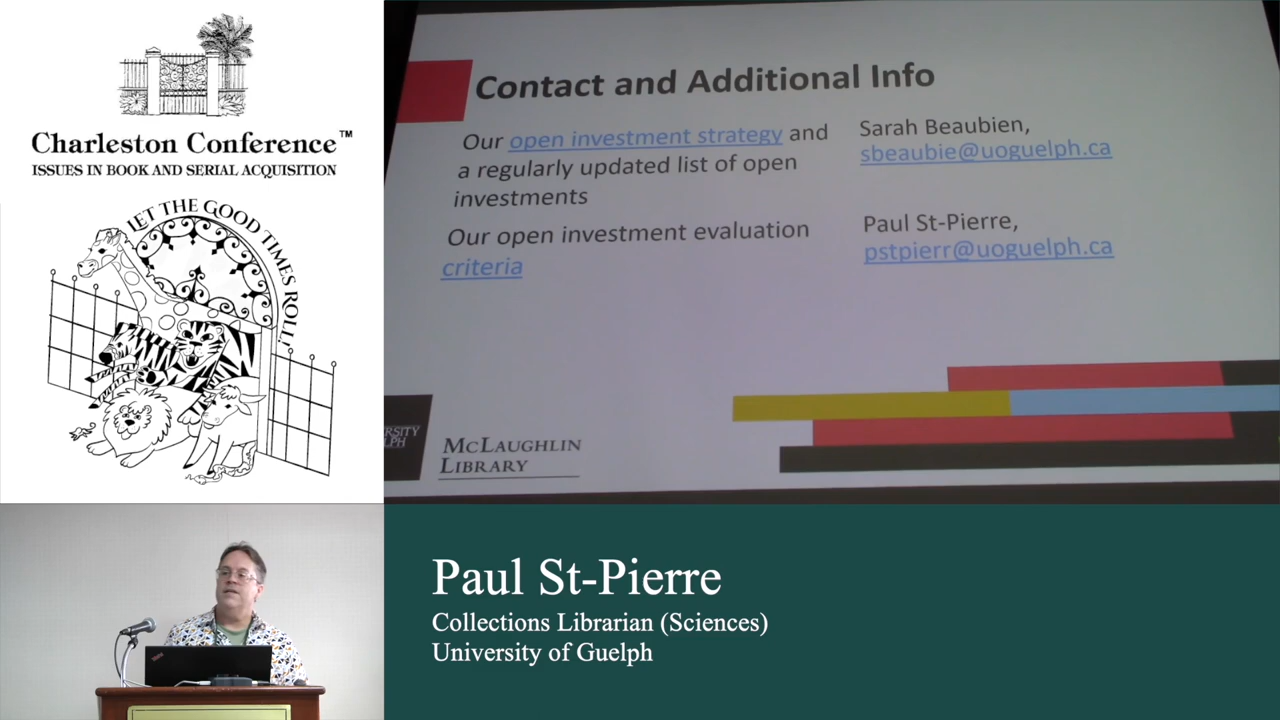 Charleston Conference™
ISSUES IN BOOK AND SERIAL ACQUISITION
LET THE GOOD TIMES ROLL!
Contact and Additional Info
Our open investment strategy and
a regularly updated list of open
investments
Our open investment evaluation
criteria
Sarah Beaubien,
sbeaubie@uoguelph.ca
Paul St-Pierre,
pstpierr@uoguelph.ca
McLAUGHLIN
LIBRARY
Paul St-Pierre
Collections Librarian (Sciences)
University of Guelph